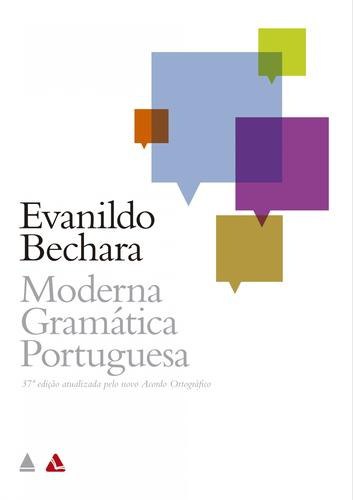 Evanildo
Bechara
Moderna
Gramática
Portuguesa
37ª edição atualizada pelo novo Acordo Ortográfico